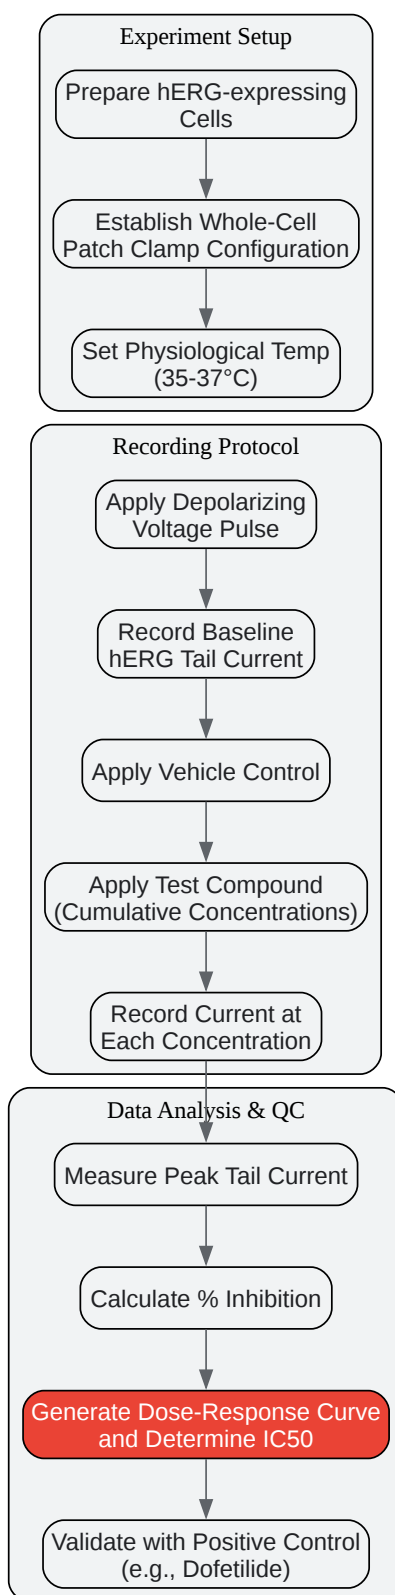 Experiment Setup
Prepare hERG-expressing
Cells
Establish Whole-Cell
Patch Clamp Configuration
Set Physiological Temp
(35-37°C)
Recording Protocol
Apply Depolarizing
Voltage Pulse
Record Baseline
hERG Tail Current
Apply Vehicle Control
Apply Test Compound
(Cumulative Concentrations)
Record Current at
Each Concentration
Data Analysis & QC
Measure Peak Tail Current
Calculate % Inhibition
Generate Dose-Response Curve
and Determine IC50
Validate with Positive Control
(e.g., Dofetilide)